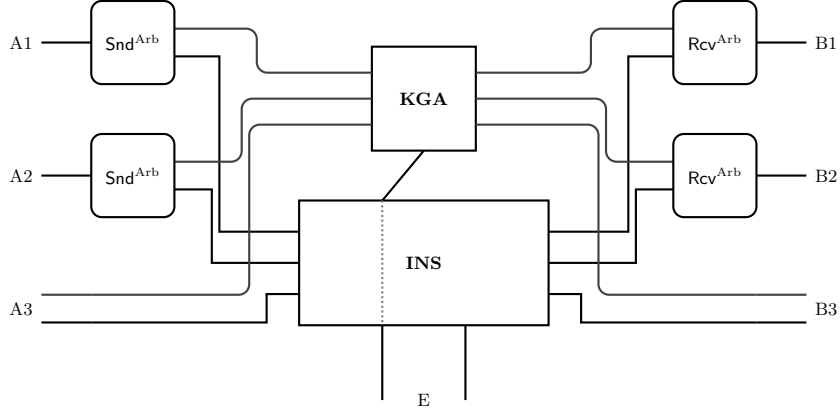 A1 Snd^Arb Rcv^Arb B1
KGA
A2 Snd^Arb Rcv^Arb B2
INS
A3 B3
E